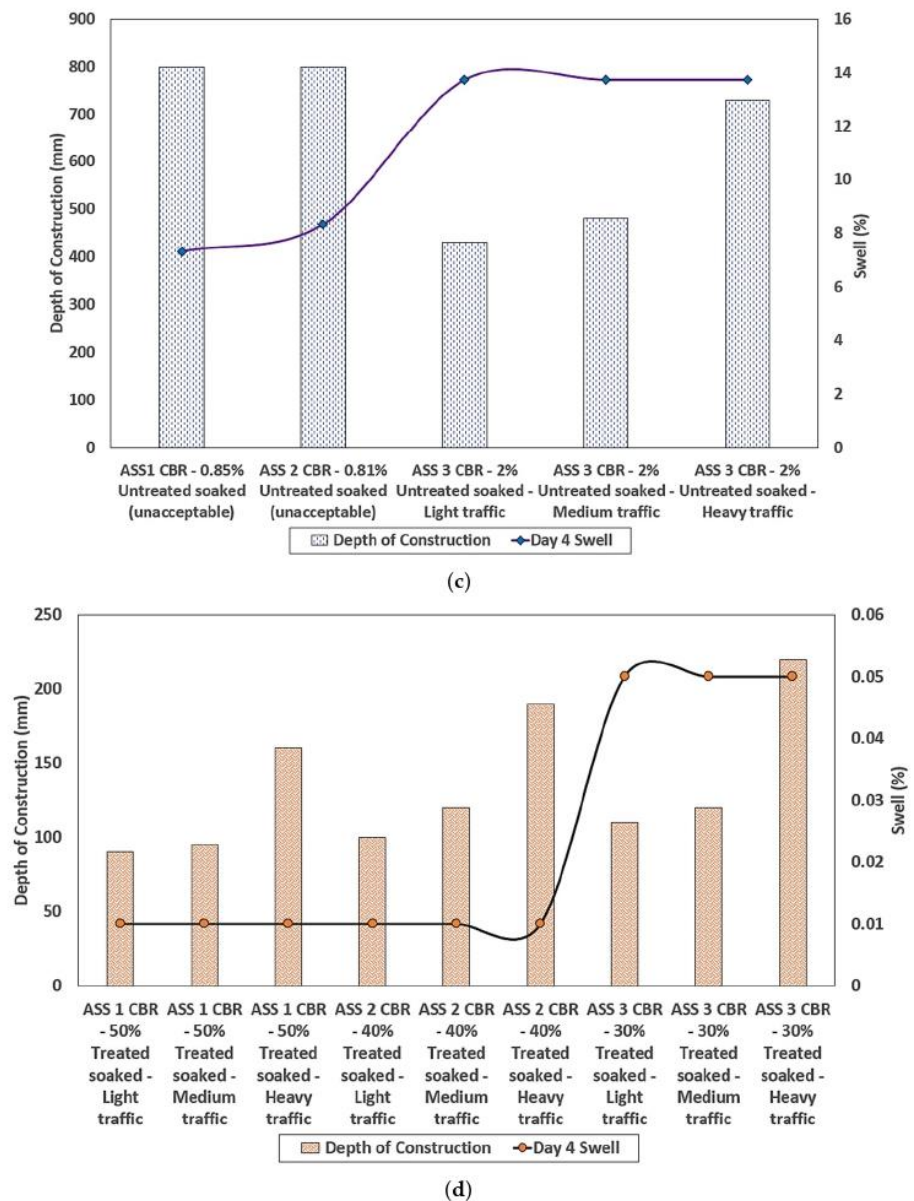 900
800
700
600
500
400
300
200
100
0
Depth of Construction (mm)
16
14
12
10
8
6
4
2
0
Swell (%)
ASS1 CBR - 0.85% ASS 2 CBR - 0.81% ASS 3 CBR - 2% ASS 3 CBR - 2% ASS 3 CBR - 2%
Untreated soaked Untreated soaked Untreated soaked - Untreated soaked - Untreated soaked -
(unacceptable) (unacceptable) Light traffic Medium traffic Heavy traffic
Depth of Construction Day 4 Swell
(c)
250
200
150
100
50
0
Depth of Construction (mm)
0.06
0.05
0.04
0.03
0.02
0.01
0
Swell (%)
ASS 1 CBR ASS 1 CBR ASS 1 CBR ASS 2 CBR ASS 2 CBR ASS 2 CBR ASS 3 CBR ASS 3 CBR ASS 3 CBR
- 50% - 50% - 50% - 40% - 40% - 40% - 30% - 30% - 30%
Treated Treated Treated Treated Treated Treated Treated Treated Treated
soaked - soaked - soaked - soaked - soaked - soaked - soaked - soaked - soaked -
Light Medium Heavy Light Medium Heavy Light Medium Heavy
traffic traffic traffic traffic traffic traffic traffic traffic traffic
Depth of Construction Day 4 Swell
(d)